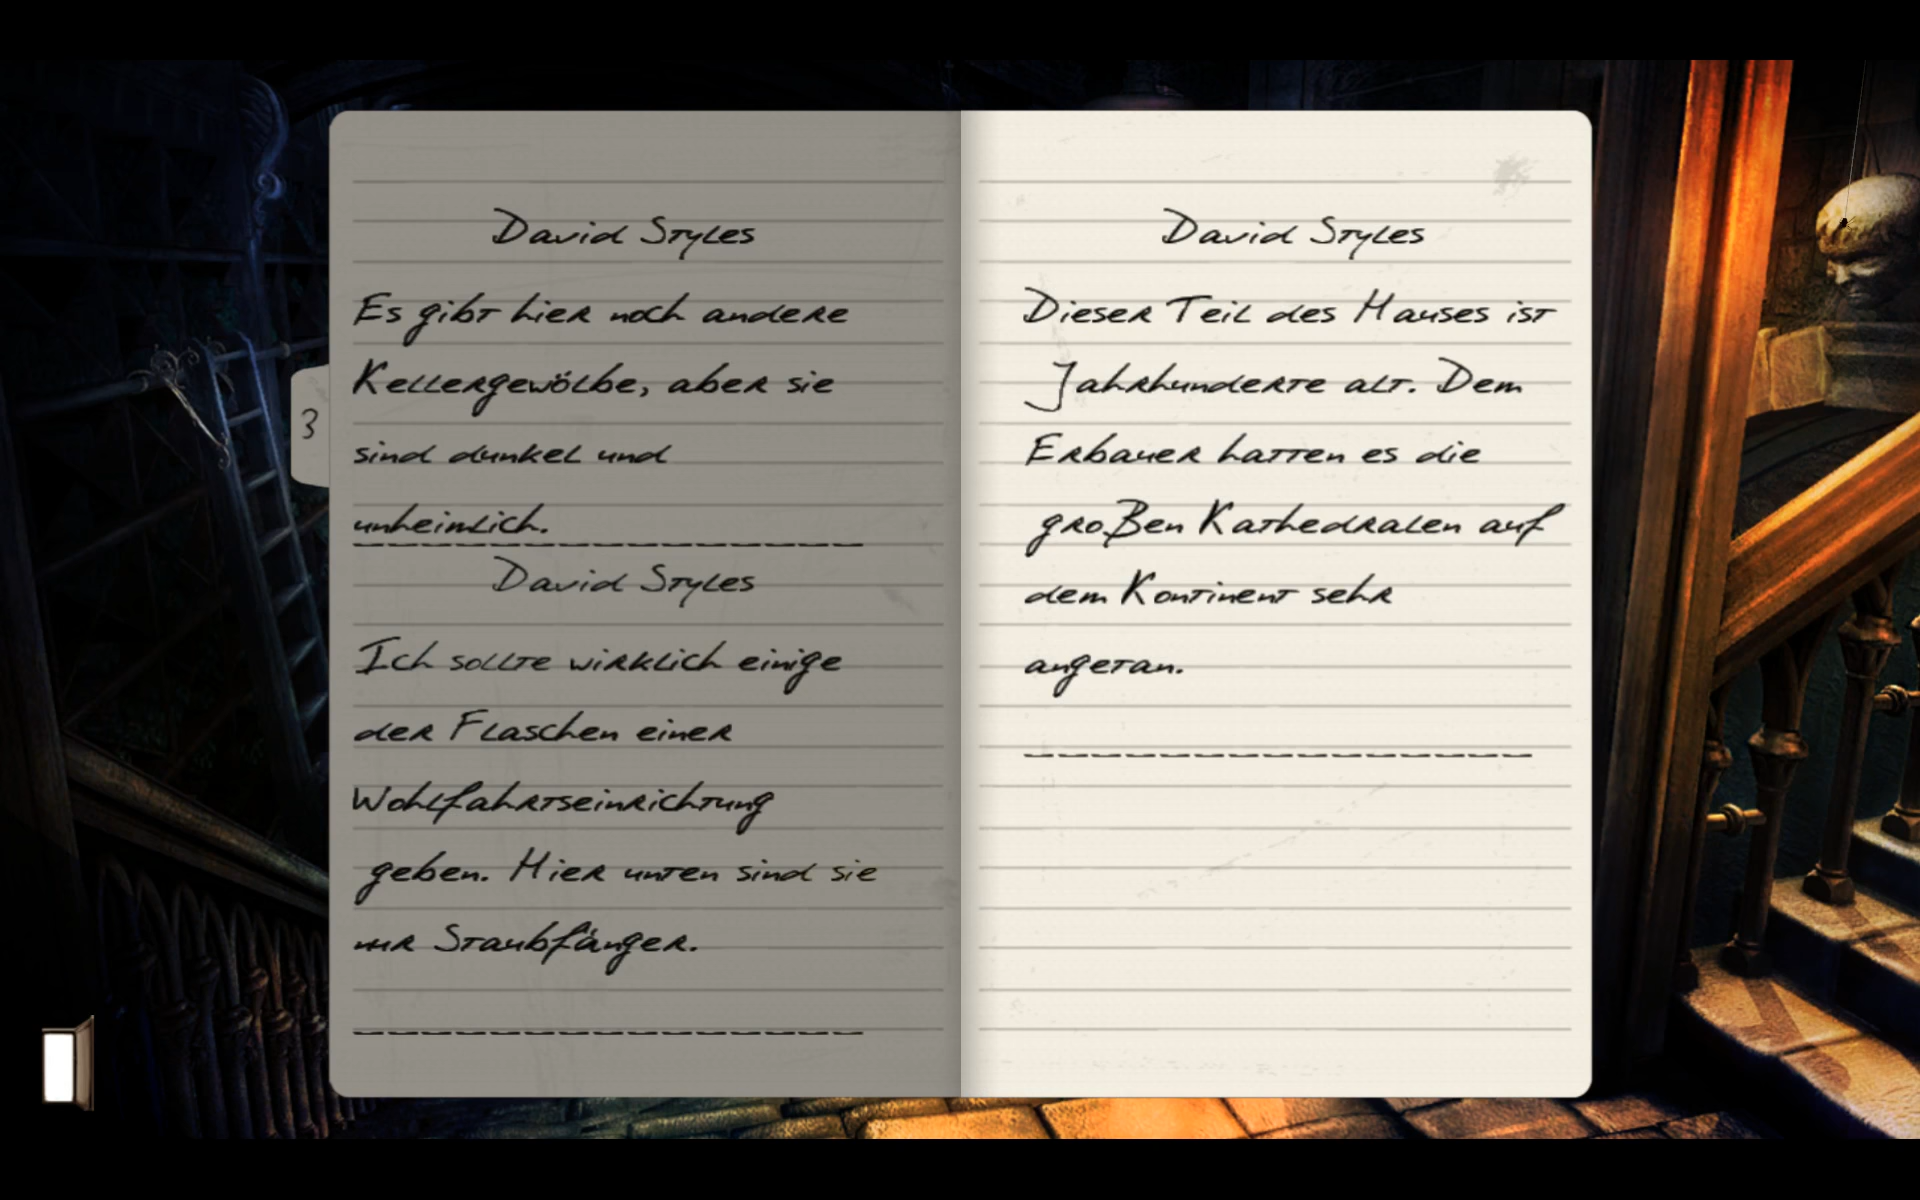 3
David Styles
Es gibt hier noch andere
Kellergewölbe, aber sie
sind dunkel und
unheimlich.
David Styles
Ich sollte wirklich einige
der Flaschen einer
Wohlfahrtseinrichtung
geben. Hier unten sind sie
nur Staubfänger.
David Styles
Dieser Teil des Hauses ist
Jahrhunderte alt. Dem
Erbauer hatten es die
großen Kathedralen auf
dem Kontinent sehr
angetan.